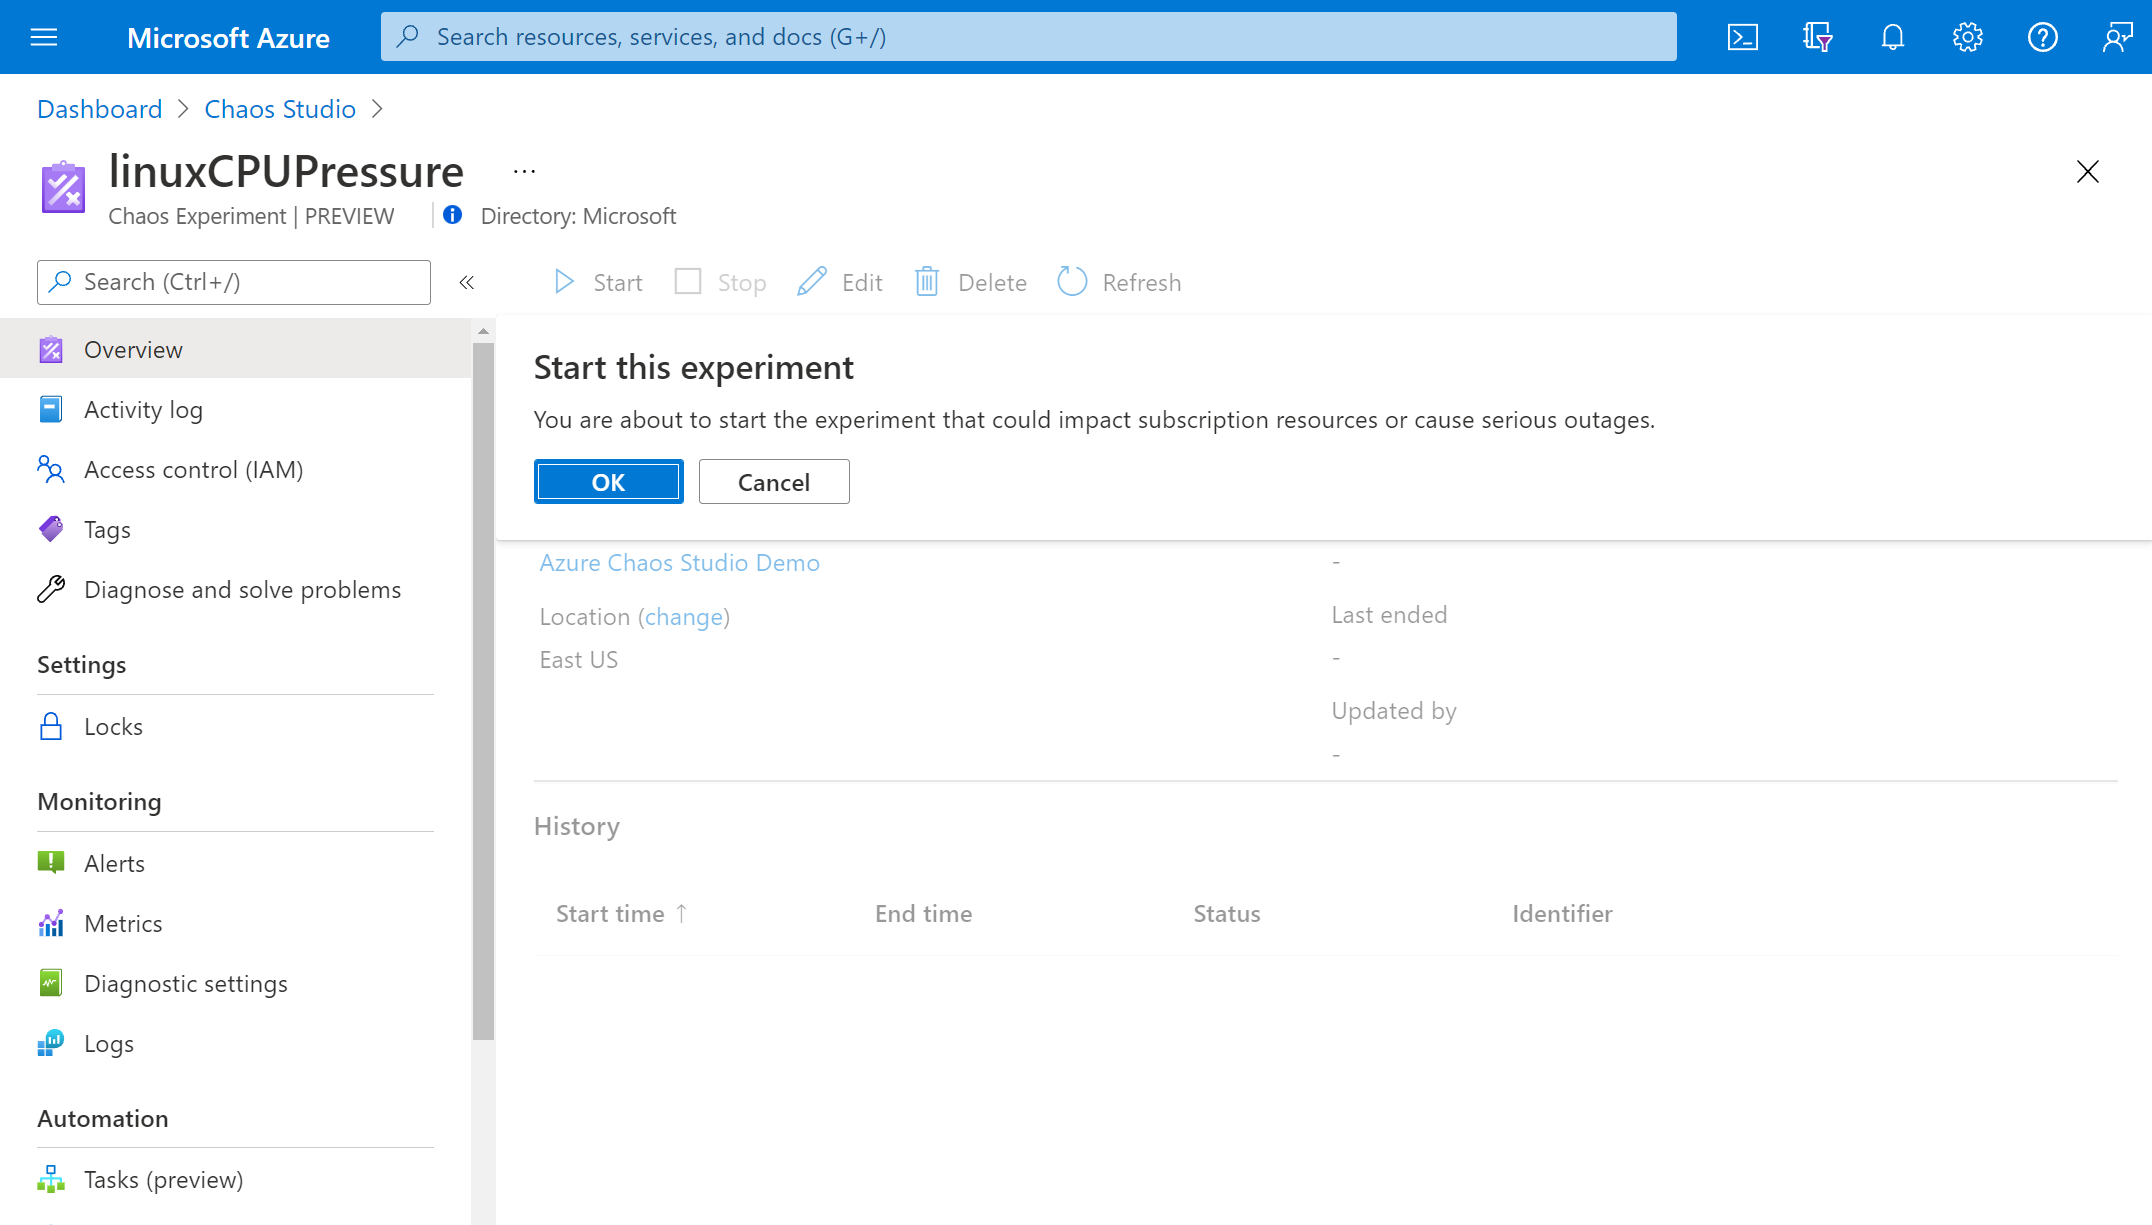 Microsoft Azure
Search resources, services, and docs (G+/)
Dashboard > Chaos Studio >
linuxCPUPressure ...
Chaos Experiment | PREVIEW
Directory: Microsoft
Search (Ctrl+/)
«
Start
Stop
Edit
Delete
Refresh
Overview
Activity log
Access control (IAM)
Tags
Diagnose and solve problems
Settings
Locks
Monitoring
Alerts
Metrics
Diagnostic settings
Logs
Automation
Tasks (preview)
Start this experiment
You are about to start the experiment that could impact subscription resources or cause serious outages.
OK
Cancel
Azure Chaos Studio Demo
Location (change)
East US
-
Last ended
-
Updated by
-
History
Start time ↑
End time
Status
Identifier